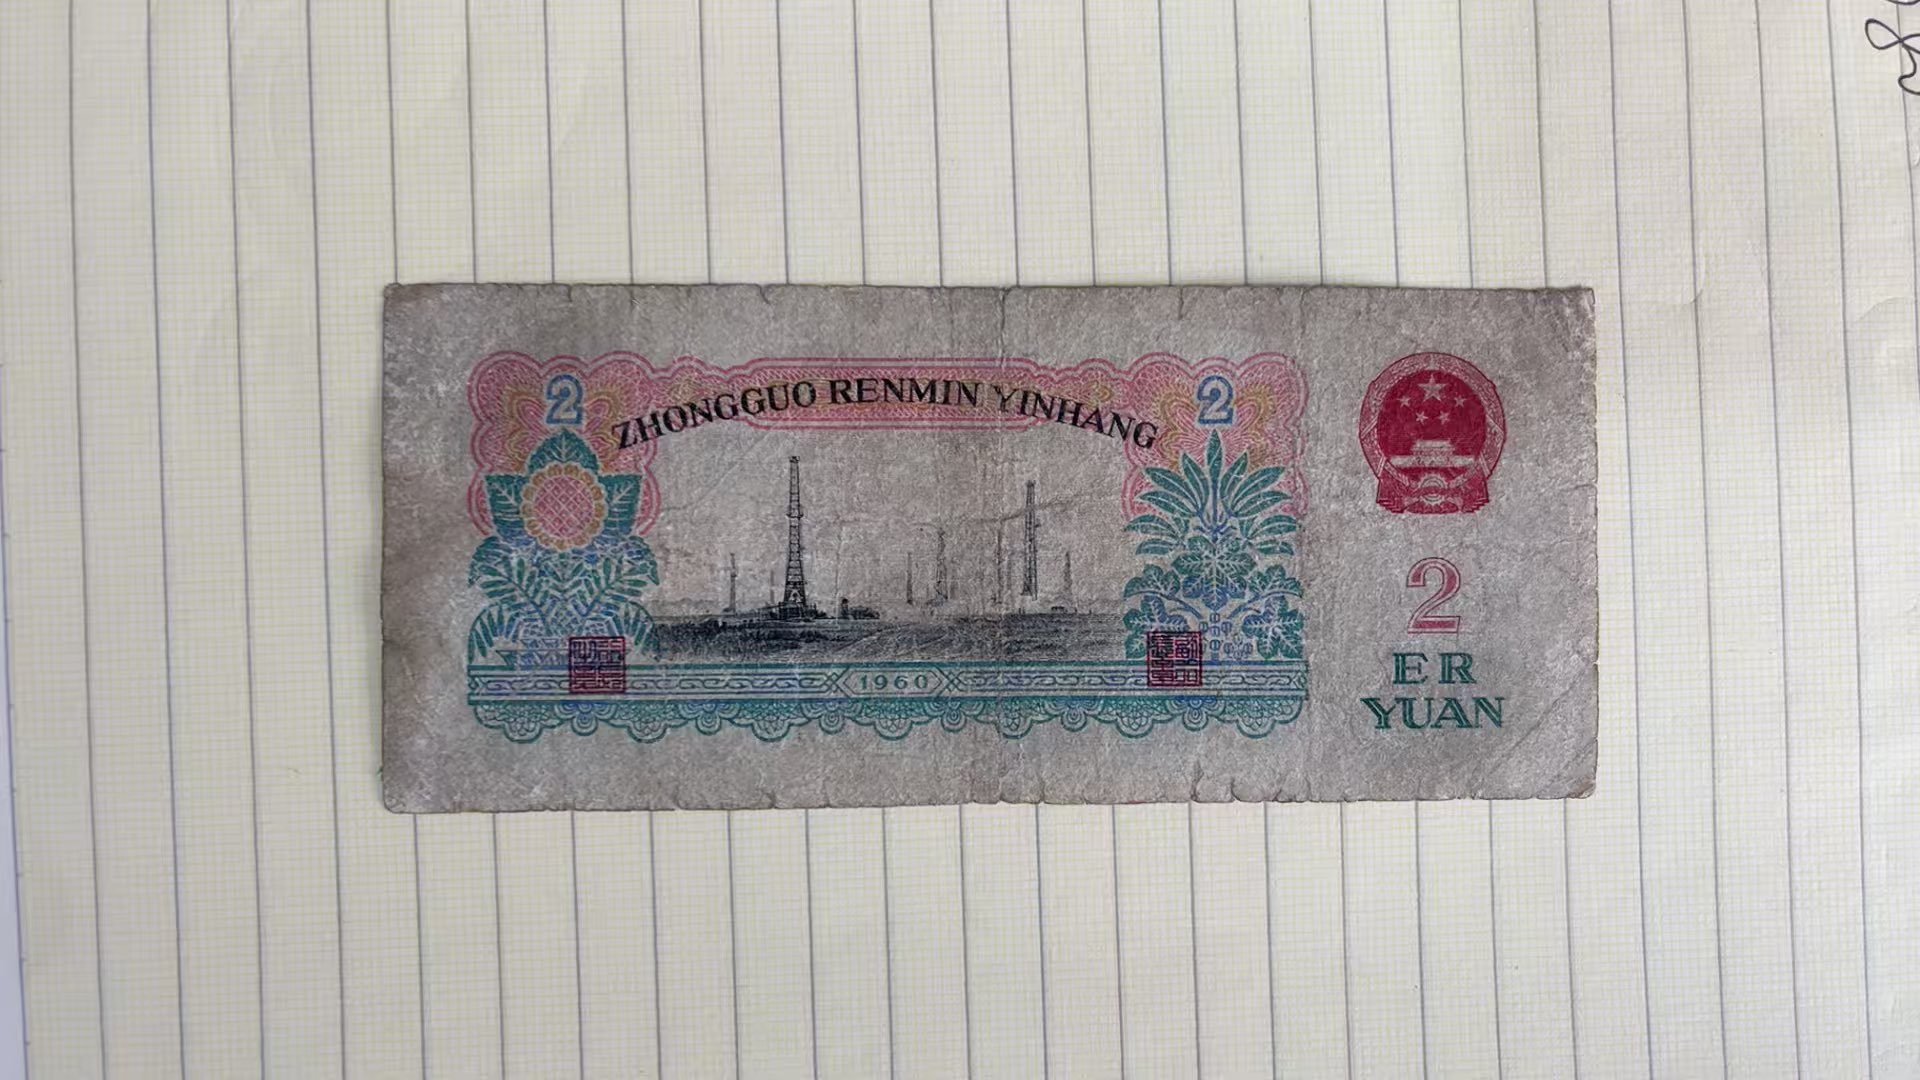 2
ZHONGGUO RENMIN YINHANG
2
1960
2
ER
YUAN